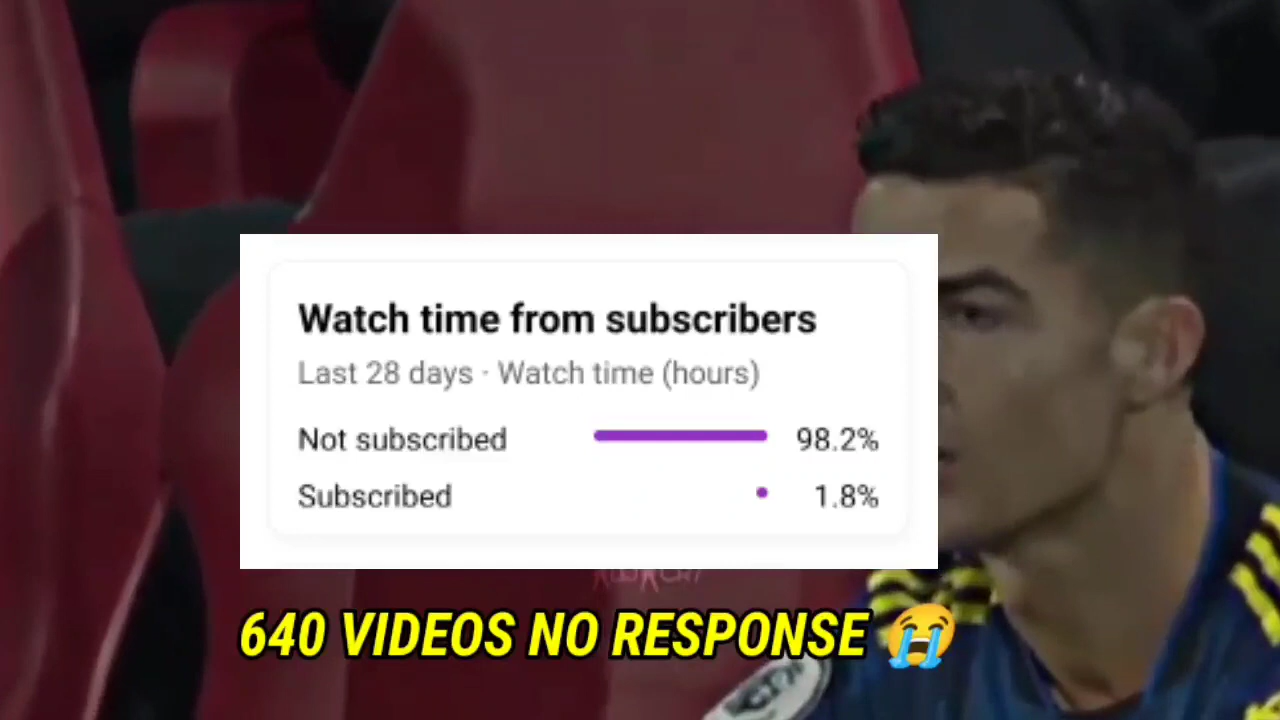 Watch time from subscribers
Last 28 days · Watch time (hours)
Not subscribed 98.2%
Subscribed 1.8%
640 VIDEOS NO RESPONSE 😭